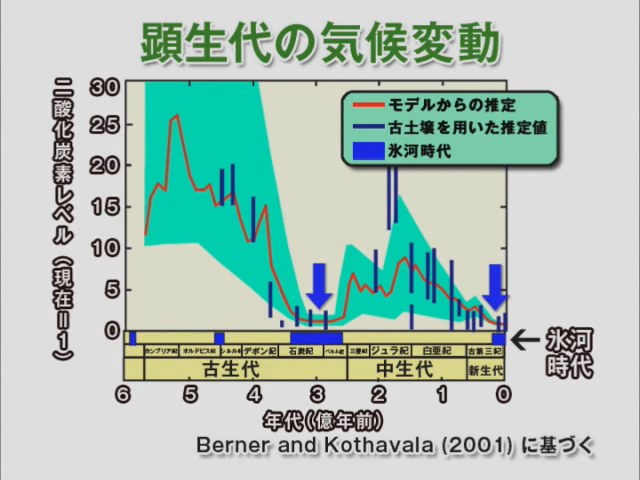 顕生代の気候変動
二酸化炭素レベル（現在＝1）
30
25
20
15
10
5
0
モデルからの推定
古土壌を用いた推定値
氷河時代
カンブリア紀 オルドビス紀 シルル紀 デボン紀 石炭紀 ペルム紀 三畳紀 ジュラ紀 白亜紀 古第三紀
古生代 中生代 新生代
←氷河時代
6 5 4 3 2 1 0
年代（億年前）
Berner and Kothavala (2001) に基づく